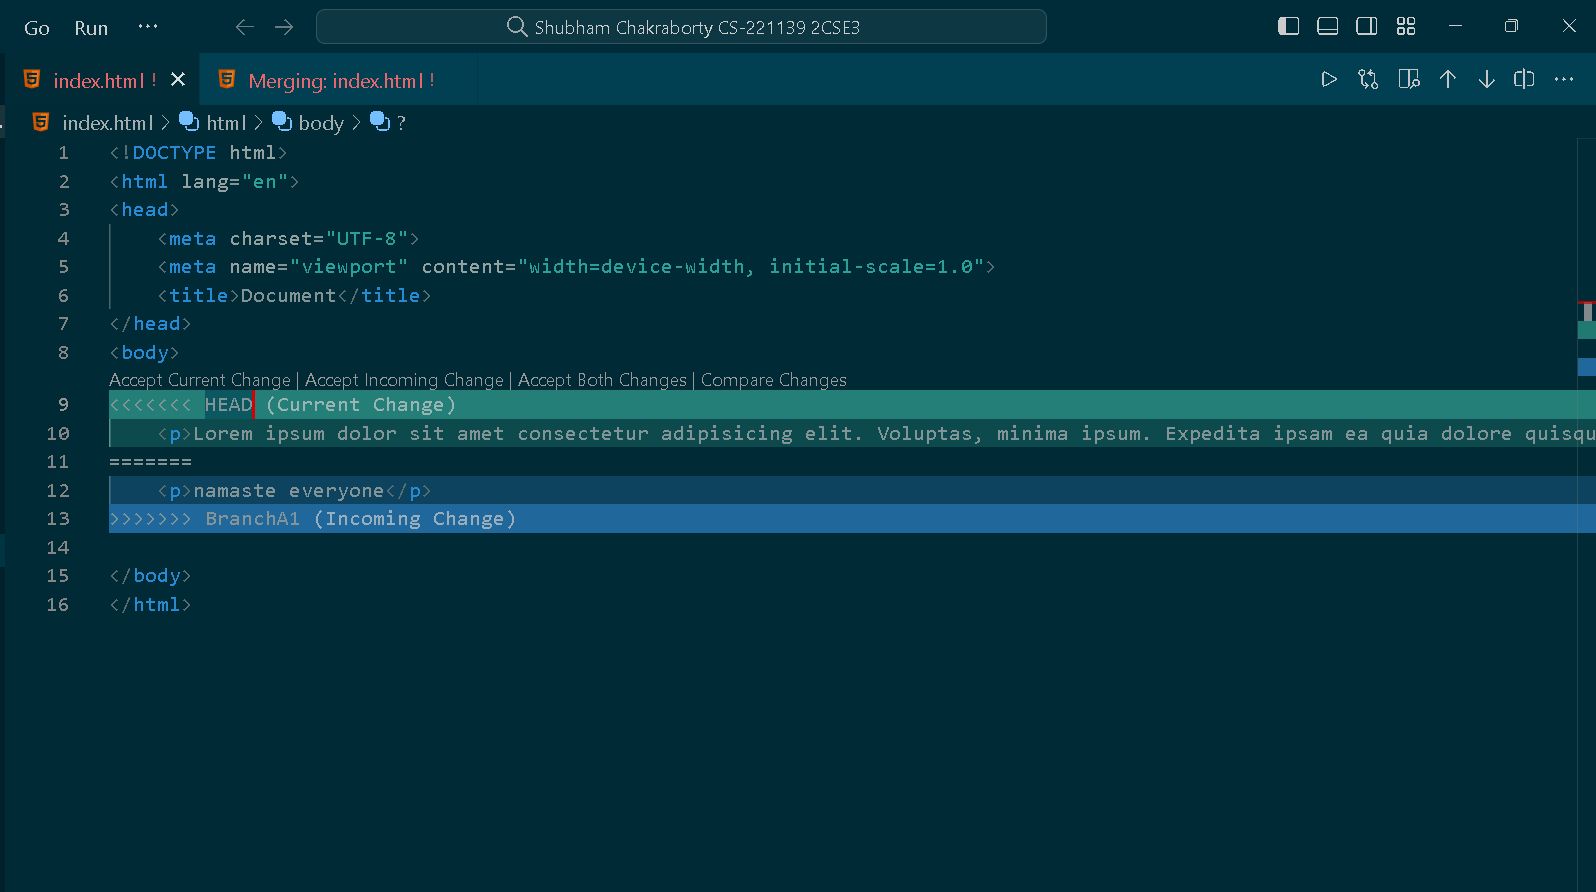 Go Run ··· Shubham Chakraborty CS-221139 2CSE3
index.html ! Merging: index.html !
index.html > html > body > ?
1 <!DOCTYPE html>
2 <html lang="en">
3 <head>
4     <meta charset="UTF-8">
5     <meta name="viewport" content="width=device-width, initial-scale=1.0">
6     <title>Document</title>
7 </head>
8 <body>
Accept Current Change | Accept Incoming Change | Accept Both Changes | Compare Changes
9 <<<<<<< HEAD (Current Change)
10     <p>Lorem ipsum dolor sit amet consectetur adipisicing elit. Voluptas, minima ipsum. Expedita ipsam ea quia dolore quisqu
11 =======
12     <p>namaste everyone</p>
13 >>>>>>> BranchA1 (Incoming Change)
14
15 </body>
16 </html>